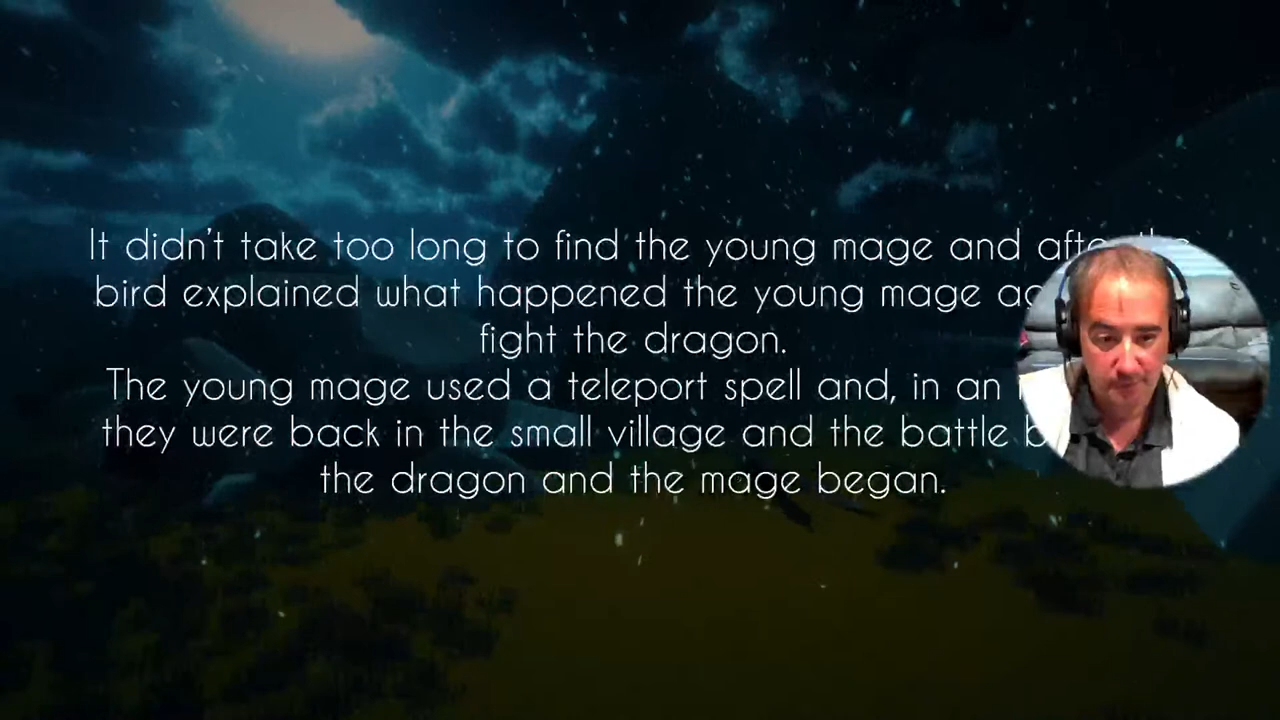 It didn't take too long to find the young mage and after the
bird explained what happened the young mage
fight the dragon.
The young mage used a teleport spell and, in an
they were back in the small village and the battle
the dragon and the mage began.